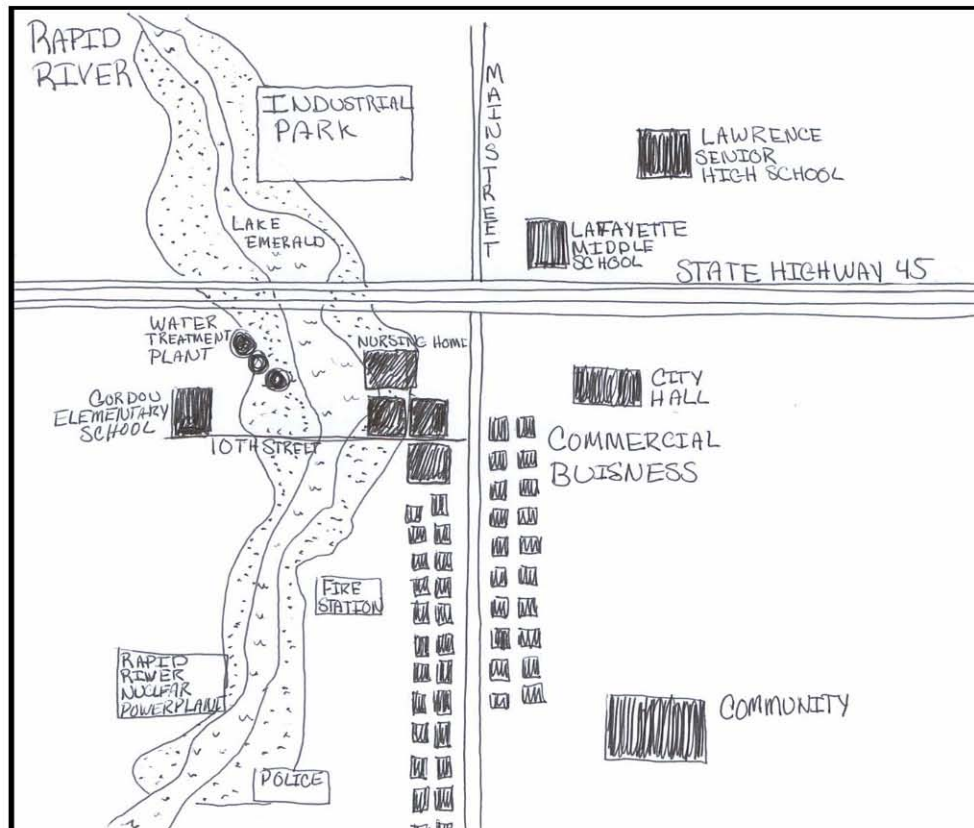 RAPID
RIVER
INDUSTRIAL
PARK
MAIN STREET
LAWRENCE
SENIOR
HIGH SCHOOL
LAKE
EMERALD
LAFAYETTE
MIDDLE
SCHOOL
STATE HIGHWAY 45
WATER
TREATMENT
PLANT
NURSING HOME
GORDON
ELEMENTARY
SCHOOL
CITY
HALL
10TH STREET
COMMERCIAL
BUISNESS
FIRE
STATION
RAPID
RIVER
NUCLEAR
POWERPLANT
COMMUNITY
POLICE